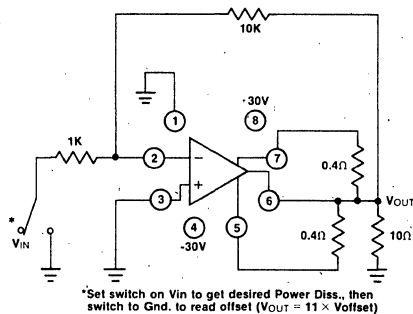 10K
1
+30V
8
1K
2
−
7
0.4Ω
+
3
6
VOUT
*
VIN
4
-30V
5
0.4Ω
10Ω
*Set switch on Vin to get desired Power Diss., then
switch to Gnd. to read offset (VOUT = 11 × Voffset)